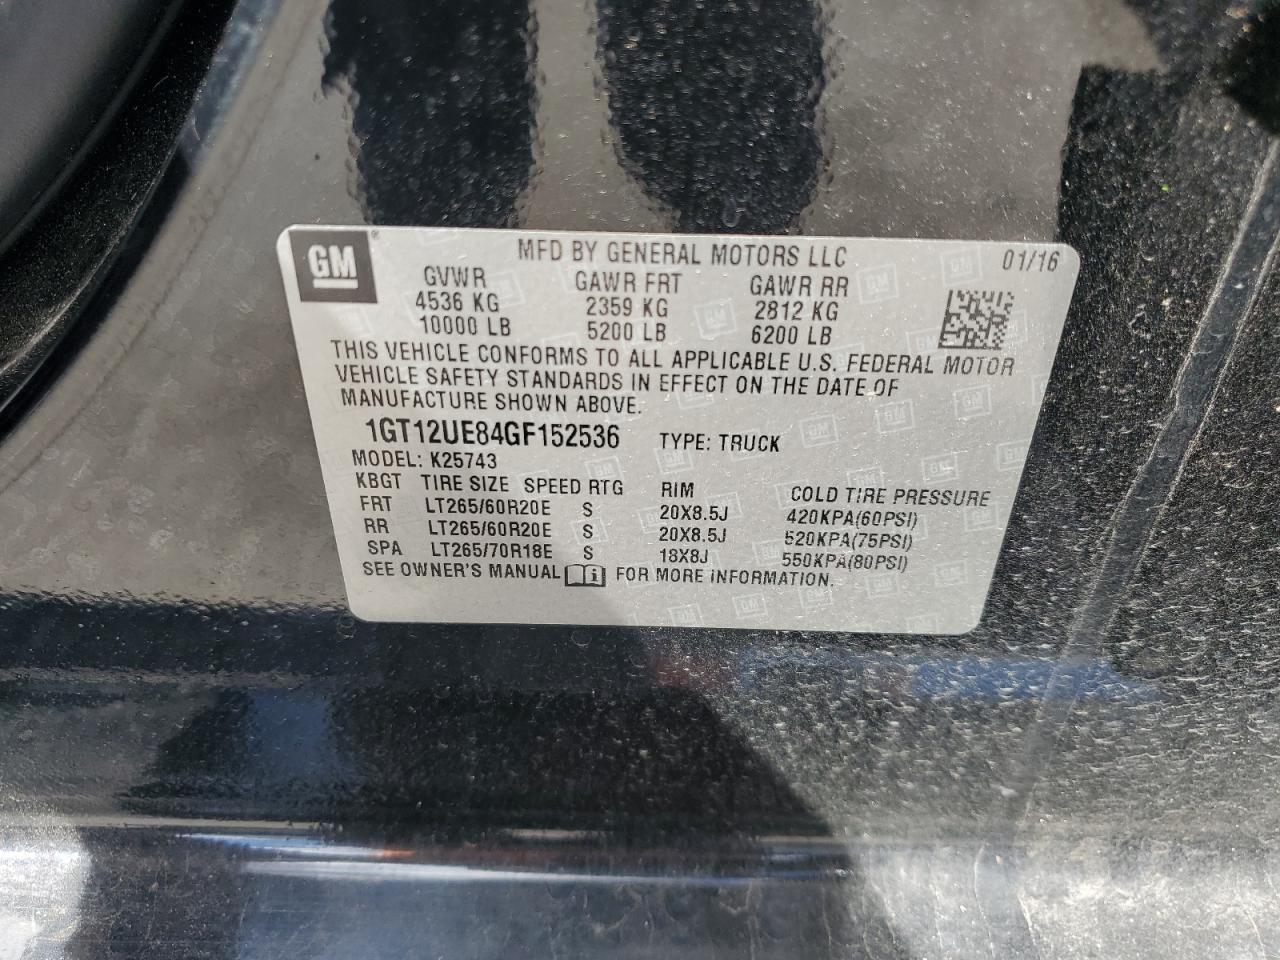 GM® MFD BY GENERAL MOTORS LLC 01/16
GVWR GAWR FRT GAWR RR
4536 KG 2359 KG 2812 KG
10000 LB 5200 LB 6200 LB
THIS VEHICLE CONFORMS TO ALL APPLICABLE U.S. FEDERAL MOTOR
VEHICLE SAFETY STANDARDS IN EFFECT ON THE DATE OF
MANUFACTURE SHOWN ABOVE.
1GT12UE84GF152536 TYPE: TRUCK
MODEL: K25743
KBGT TIRE SIZE SPEED RTG RIM COLD TIRE PRESSURE
FRT LT265/60R20E S 20X8.5J 420KPA(60PSI)
RR LT265/60R20E S 20X8.5J 520KPA(75PSI)
SPA LT265/70R18E S 18X8J 550KPA(80PSI)
SEE OWNER'S MANUAL i FOR MORE INFORMATION.